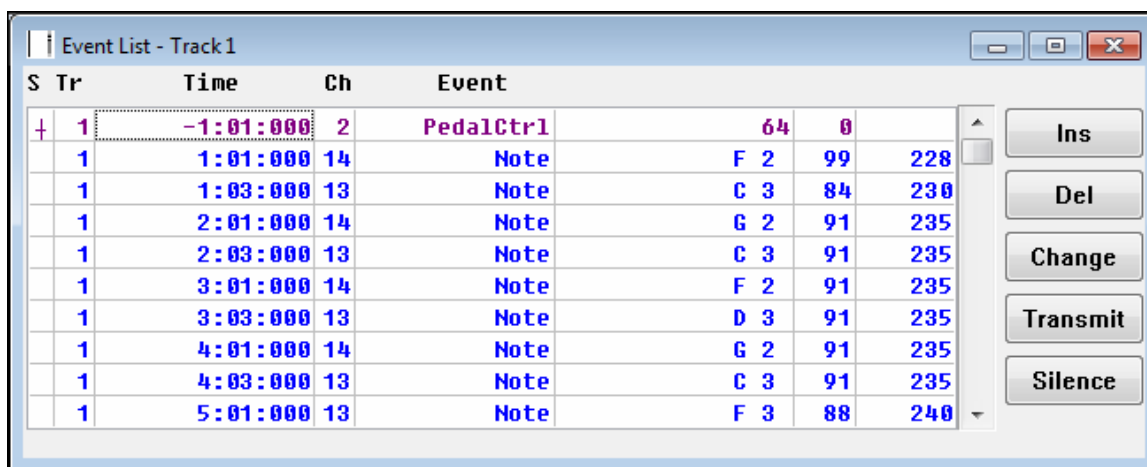 Event List - Track 1
S Tr Time Ch Event
1 -1:01:000 2 PedalCtrl 64 0
1 1:01:000 14 Note F 2 99 228
1 1:03:000 13 Note C 3 84 230
1 2:01:000 14 Note G 2 91 235
1 2:03:000 13 Note C 3 91 235
1 3:01:000 14 Note F 2 91 235
1 3:03:000 13 Note D 3 91 235
1 4:01:000 14 Note G 2 91 235
1 4:03:000 13 Note C 3 91 235
1 5:01:000 13 Note F 3 88 240
Ins
Del
Change
Transmit
Silence